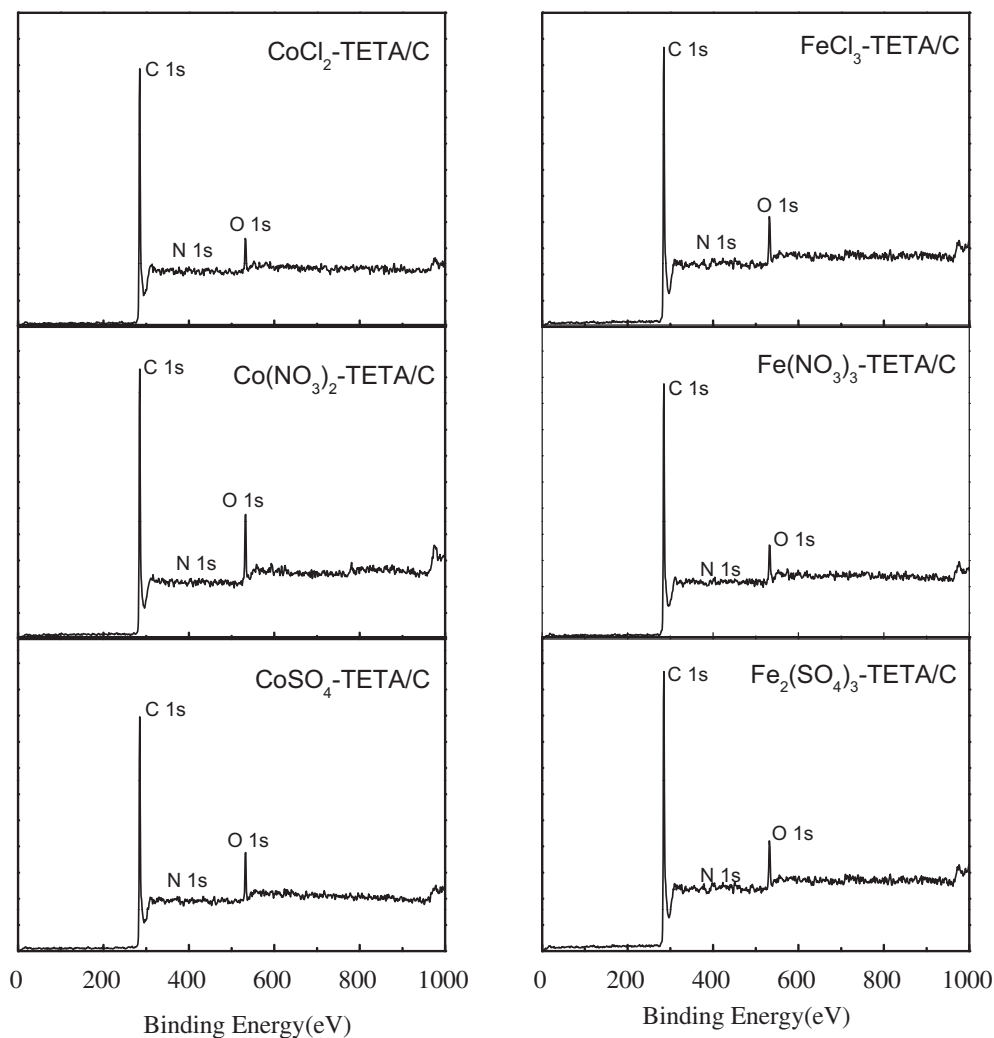 CoCl₂-TETA/C
C 1s
O 1s
N 1s
Co(NO₃)₂-TETA/C
C 1s
O 1s
N 1s
CoSO₄-TETA/C
C 1s
O 1s
N 1s
0 200 400 600 800 1000
Binding Energy(eV)
FeCl₃-TETA/C
C 1s
O 1s
N 1s
Fe(NO₃)₃-TETA/C
C 1s
O 1s
N 1s
Fe₂(SO₄)₃-TETA/C
C 1s
O 1s
N 1s
0 200 400 600 800 1000
Binding Energy(eV)